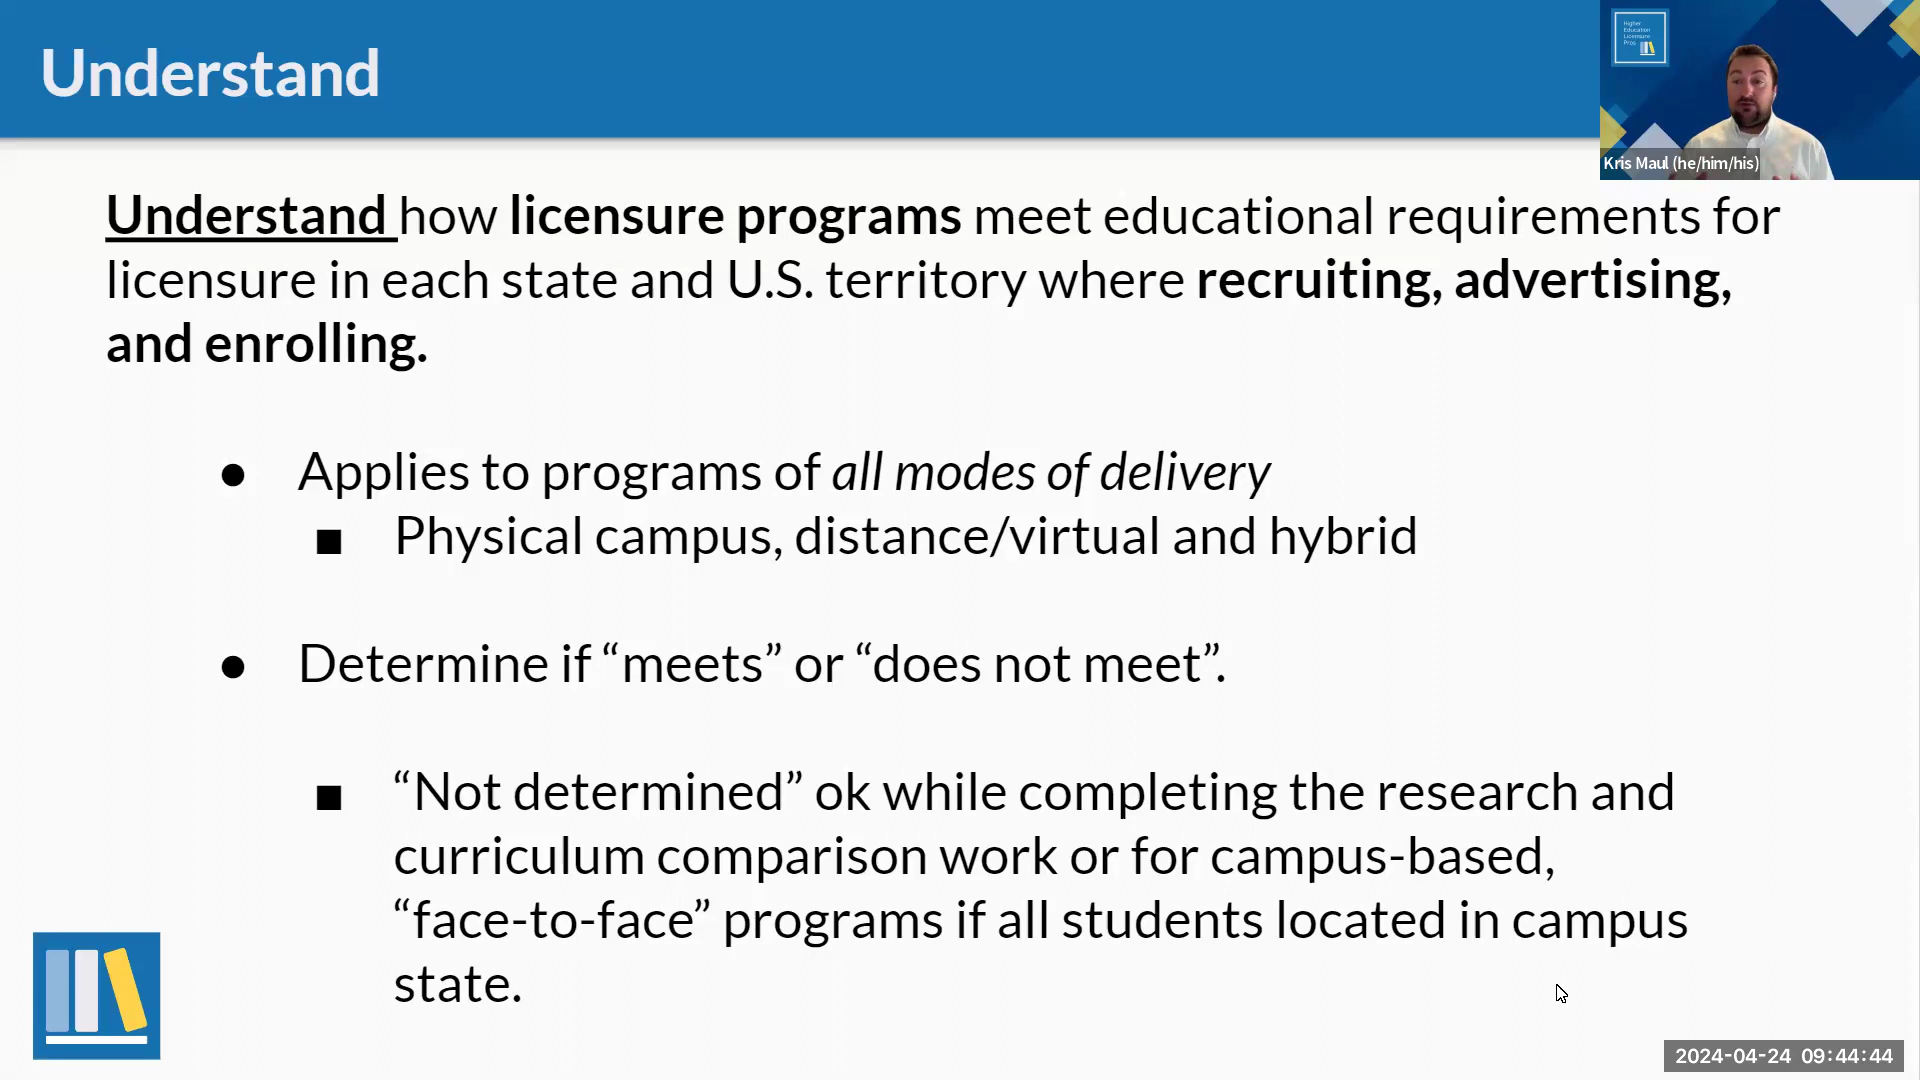 Understand
Higher
Education
Licensure
Pros
Kris Maul (he/him/his)
Understand how licensure programs meet educational requirements for
licensure in each state and U.S. territory where recruiting, advertising,
and enrolling.
● Applies to programs of all modes of delivery
■ Physical campus, distance/virtual and hybrid
● Determine if “meets” or “does not meet”.
■ “Not determined” ok while completing the research and
curriculum comparison work or for campus-based,
“face-to-face” programs if all students located in campus
state.
2024-04-24 09:44:44